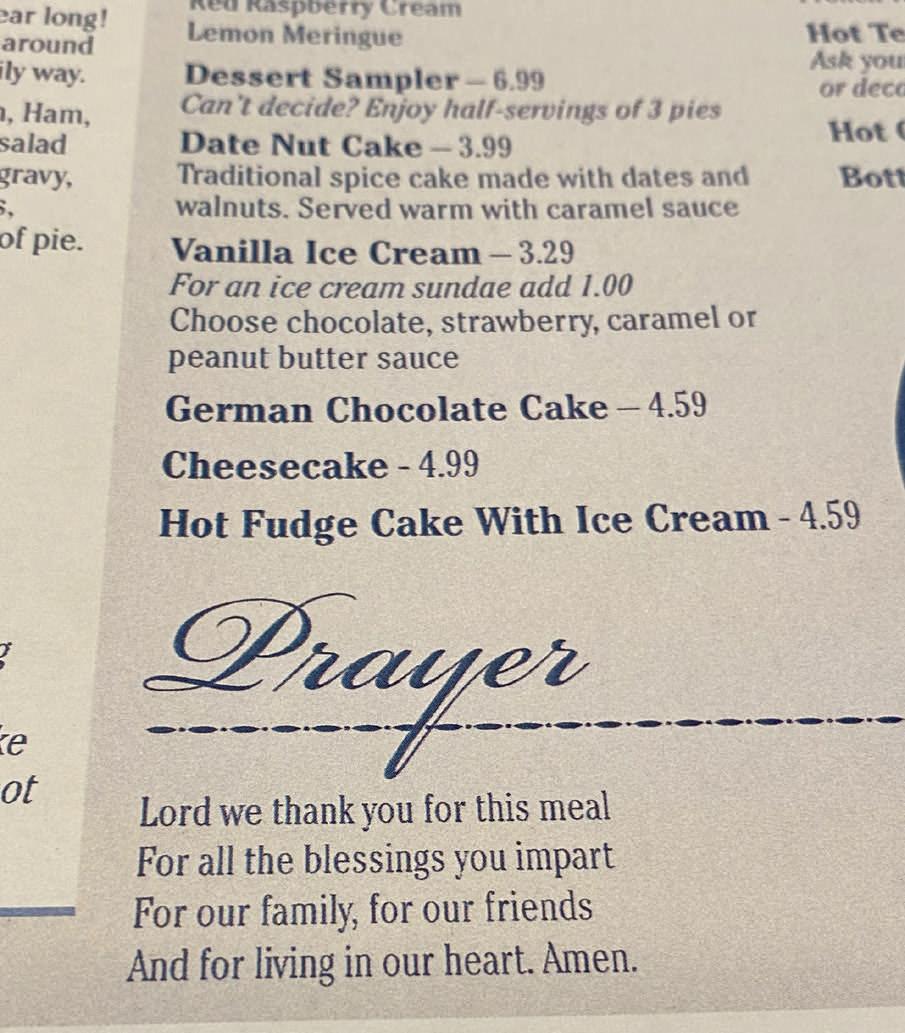 ear long!
around
ily way.
, Ham,
salad
gravy,
of pie.
ot
Red Raspberry Cream
Lemon Meringue
Dessert Sampler – 6.99
Can't decide? Enjoy half-servings of 3 pies
Date Nut Cake – 3.99
Traditional spice cake made with dates and
walnuts. Served warm with caramel sauce
Vanilla Ice Cream – 3.29
For an ice cream sundae add 1.00
Choose chocolate, strawberry, caramel or
peanut butter sauce
German Chocolate Cake – 4.59
Cheesecake - 4.99
Hot Fudge Cake With Ice Cream - 4.59
Prayer
Lord we thank you for this meal
For all the blessings you impart
For our family, for our friends
And for living in our heart. Amen.
Hot Te
Ask you
or deca
Hot
Bott